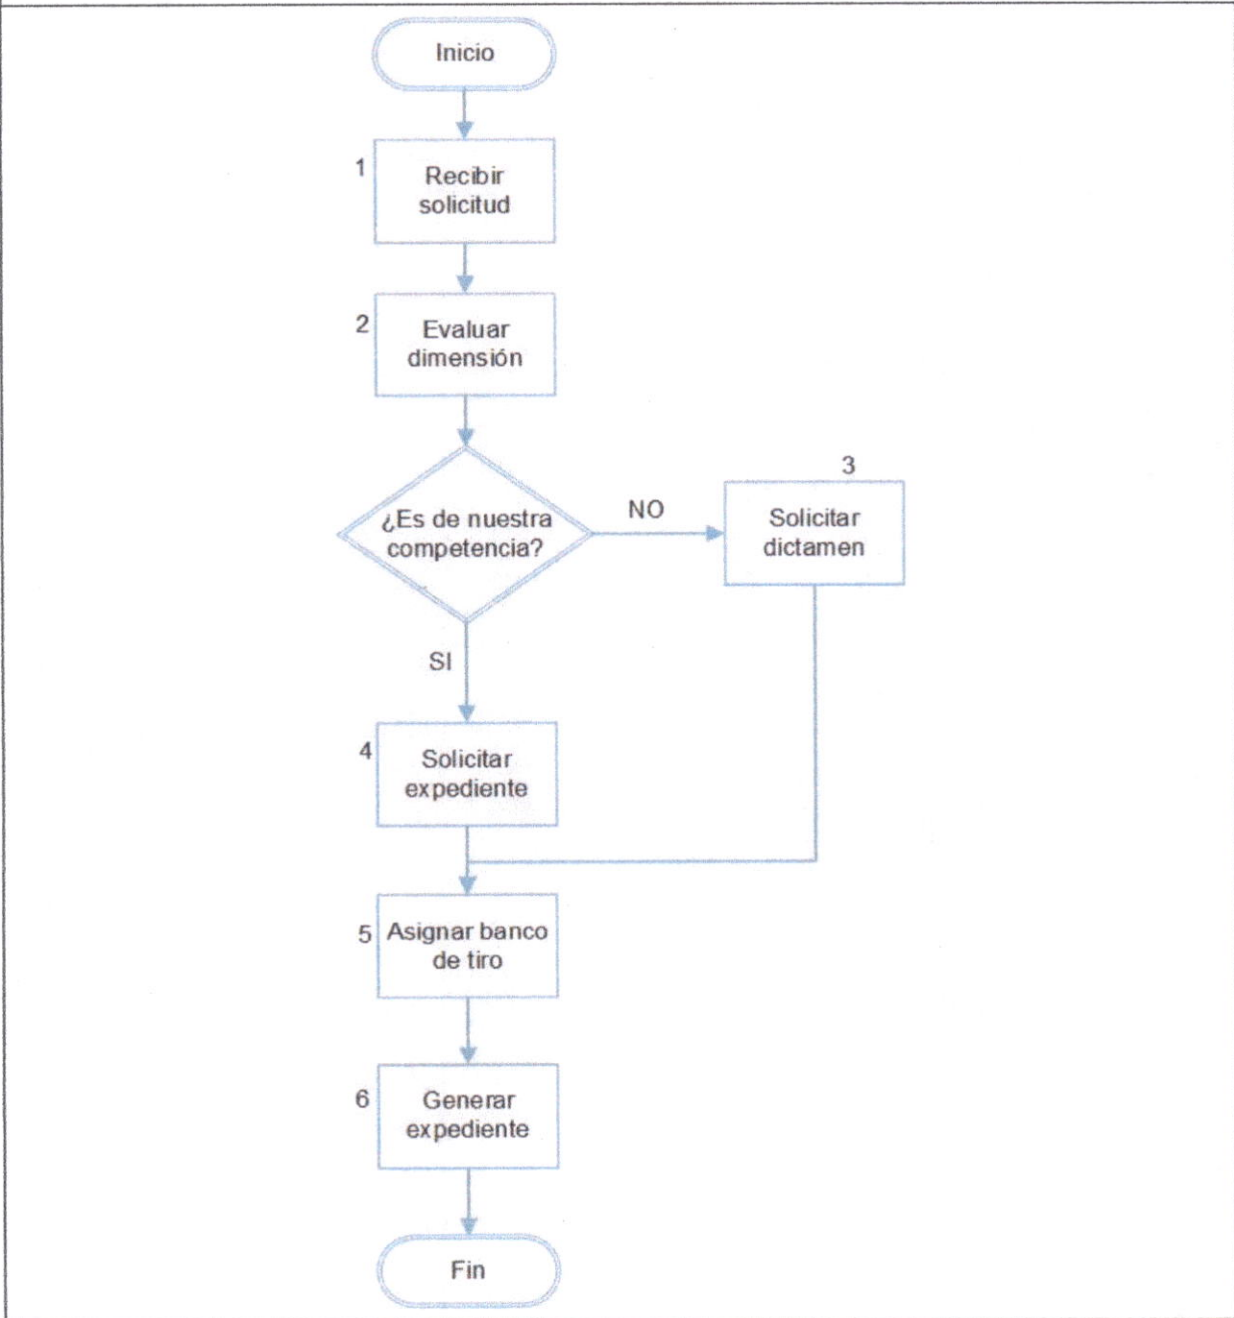 Inicio
1
Recibir
solicitud
2
Evaluar
dimensión
¿Es de nuestra
competencia?
NO
3
Solicitar
dictamen
SI
4
Solicitar
expediente
5
Asignar banco
de tiro
6
Generar
expediente
Fin